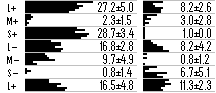 L+ 27.2±5.0 8.2±2.6
M+ 2.3±1.5 3.0±2.8
S+ 28.7±3.4 1.0±0.0
L− 16.8±2.8 8.2±4.2
M− 9.7±4.9 0.8±1.2
S− 0.8±1.4 6.7±5.1
L+ 16.5±4.8 11.3±2.3